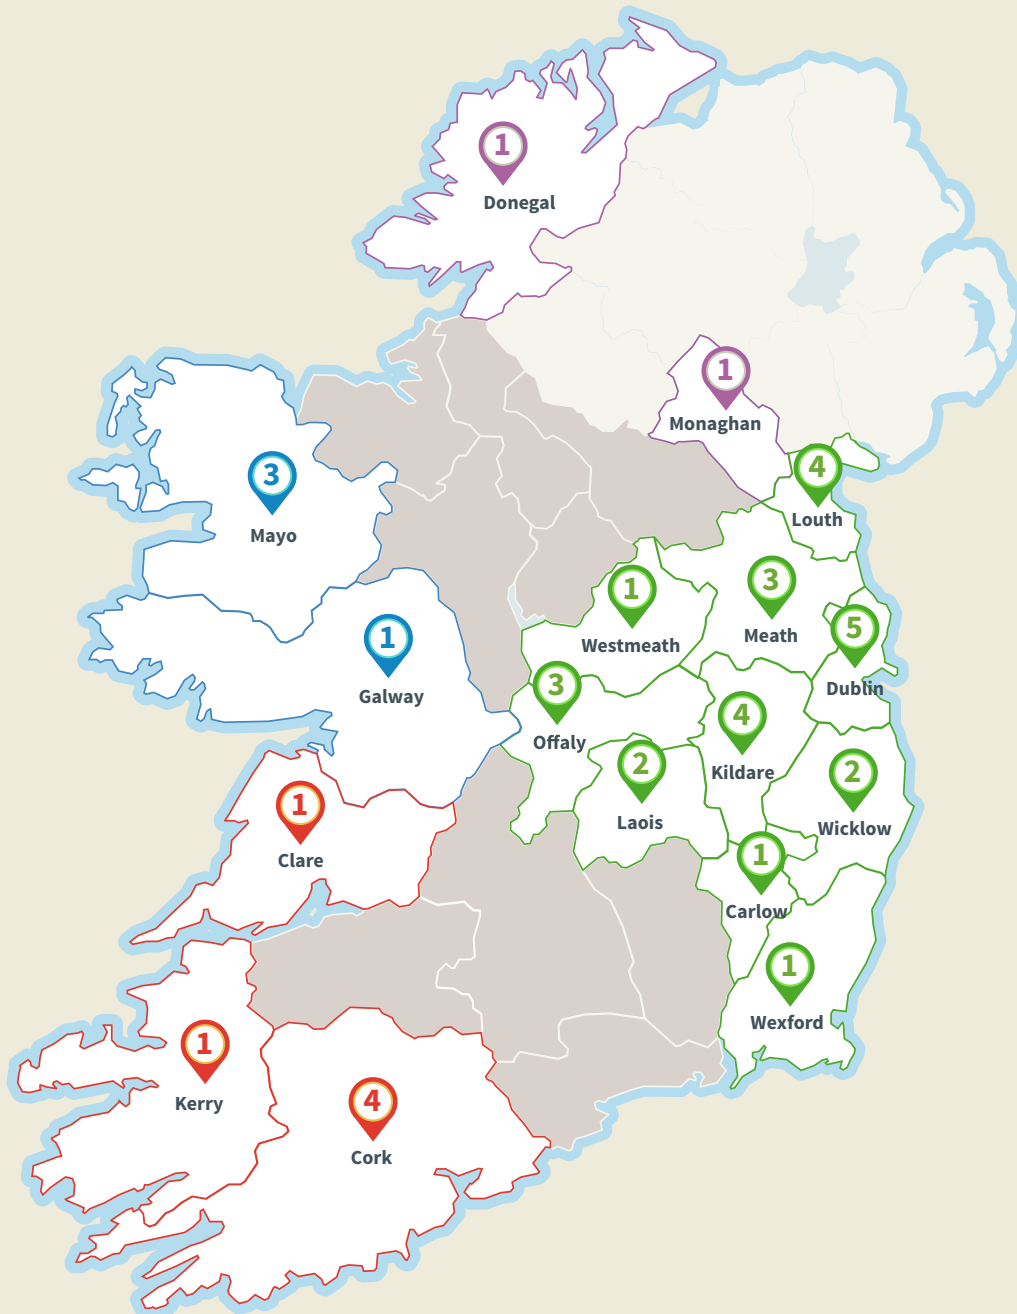 1
Donegal
1
Monaghan
4
Louth
3
Mayo
1
Westmeath
3
Meath
5
Dublin
1
Galway
3
Offaly
4
Kildare
2
Laois
2
Wicklow
1
Clare
1
Carlow
1
Wexford
1
Kerry
4
Cork